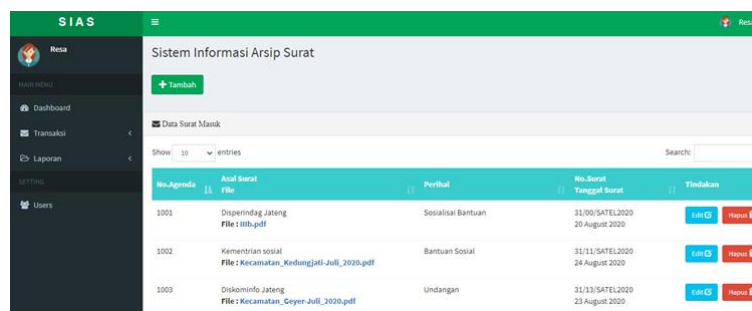 SIAS
Resa
Resa
Sistem Informasi Arsip Surat
MAIN MENU
Tambah
Dashboard
Data Surat Masuk
Transaksi
Laporan
Show 10 entries
Search:
SETTING
No.Agenda
Asal Surat
File
Perihal
No.Surat
Tanggal Surat
Tindakan
Users
1001
Disperindag Jateng
File : IIIb.pdf
Sosialisai Bantuan
31/00/SATEL2020
20 August 2020
Edit
Hapus
1002
Kementrian sosial
File : Kecamatan_Kedungjati-Juli_2020.pdf
Bantuan Sosial
31/11/SATEL2020
24 August 2020
Edit
Hapus
1003
Diskominfo Jateng
File : Kecamatan_Geyer-Juli_2020.pdf
Undangan
31/13/SATEL2020
23 August 2020
Edit
Hapus